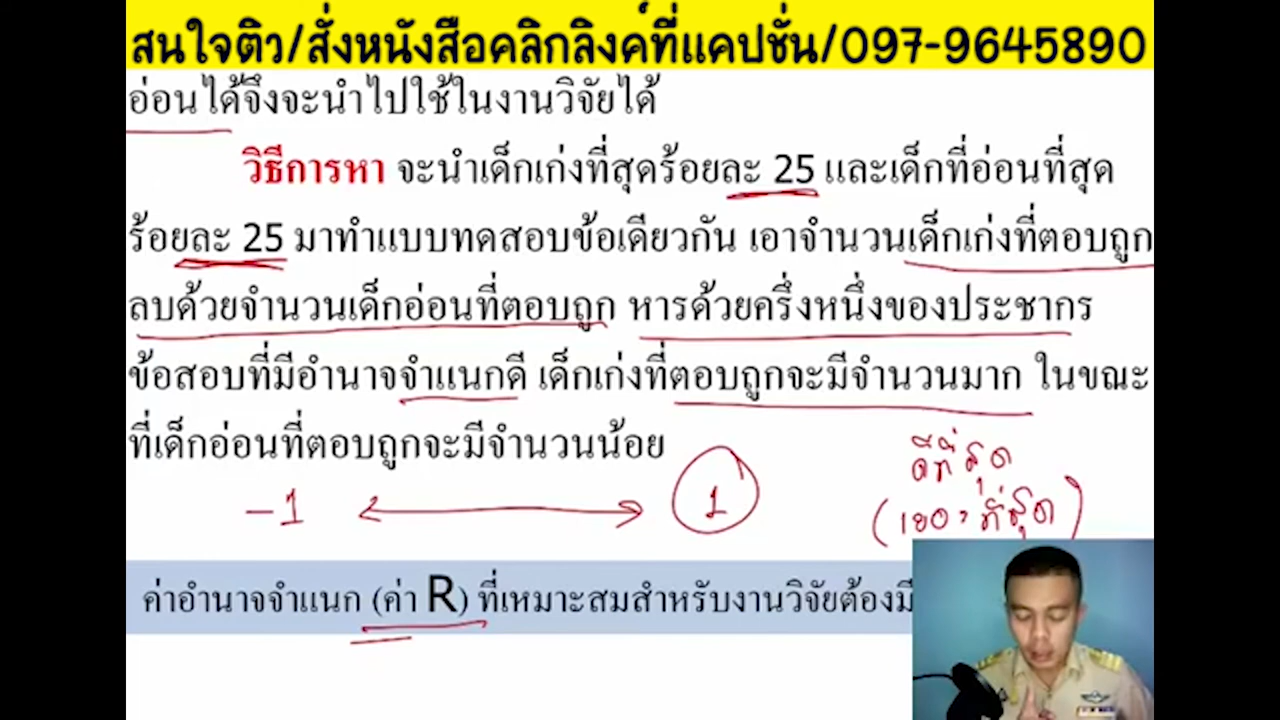 สนใจติว/สั่งหนังสือคลิกลิงค์ที่แคปชั่น/097-9645890
อ่อนได้จึงจะนำไปใช้ในงานวิจัยได้
วิธีการหา จะนำเด็กเก่งที่สุดร้อยละ 25 และเด็กที่อ่อนที่สุด
ร้อยละ 25 มาทำแบบทดสอบข้อเดียวกัน เอาจำนวนเด็กเก่งที่ตอบถูก
ลบด้วยจำนวนเด็กอ่อนที่ตอบถูก หารด้วยครึ่งหนึ่งของประชากร
ข้อสอบที่มีอำนาจจำแนกดี เด็กเก่งที่ตอบถูกจะมีจำนวนมาก ในขณะ
ที่เด็กอ่อนที่ตอบถูกจะมีจำนวนน้อย
ดีที่สุด
-1 1 (เยอะที่สุด)
ค่าอำนาจจำแนก (ค่า R) ที่เหมาะสมสำหรับงานวิจัยต้องมี